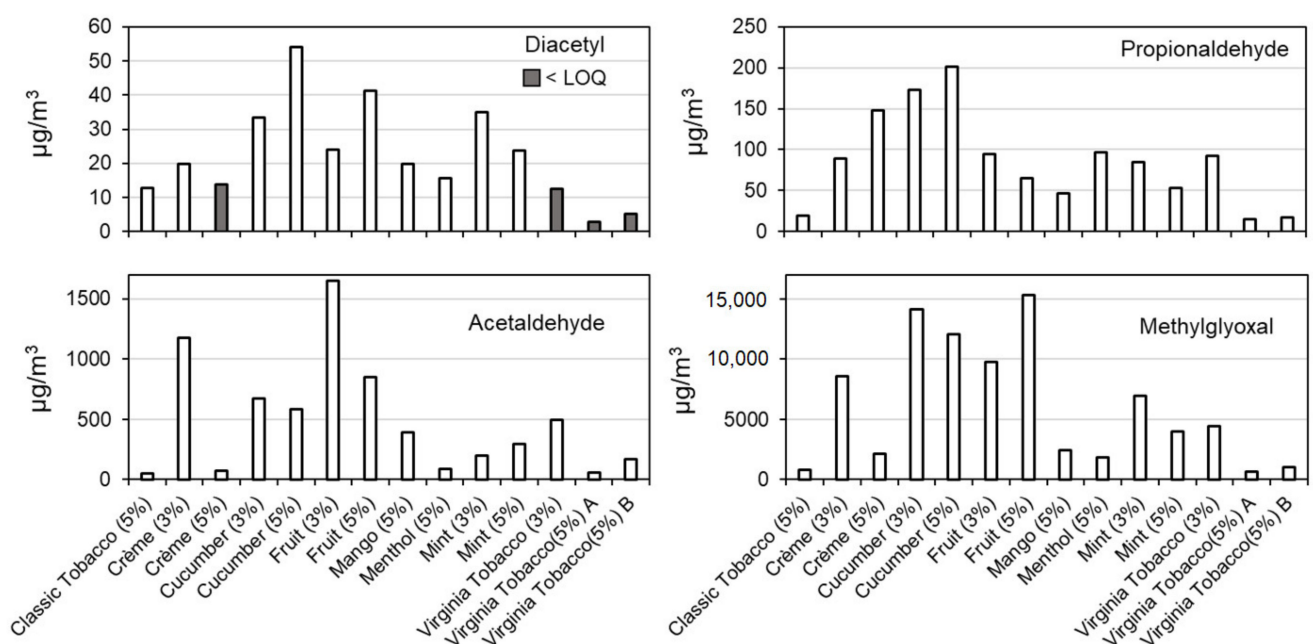 Diacetyl
< LOQ
µg/m³
60
50
40
30
20
10
0
Propionaldehyde
µg/m³
250
200
150
100
50
0
Acetaldehyde
µg/m³
1500
1000
500
0
Methylglyoxal
µg/m³
15,000
10,000
5000
0
Classic Tobacco (5%)
Crème (3%)
Crème (5%)
Cucumber (3%)
Cucumber (5%)
Fruit (3%)
Fruit (5%)
Mango (5%)
Menthol (5%)
Mint (3%)
Mint (5%)
Virginia Tobacco (3%)
Virginia Tobacco(5%) A
Virginia Tobacco(5%) B
Classic Tobacco (5%)
Crème (3%)
Crème (5%)
Cucumber (3%)
Cucumber (5%)
Fruit (3%)
Fruit (5%)
Mango (5%)
Menthol (5%)
Mint (3%)
Mint (5%)
Virginia Tobacco (3%)
Virginia Tobacco(5%) A
Virginia Tobacco(5%) B